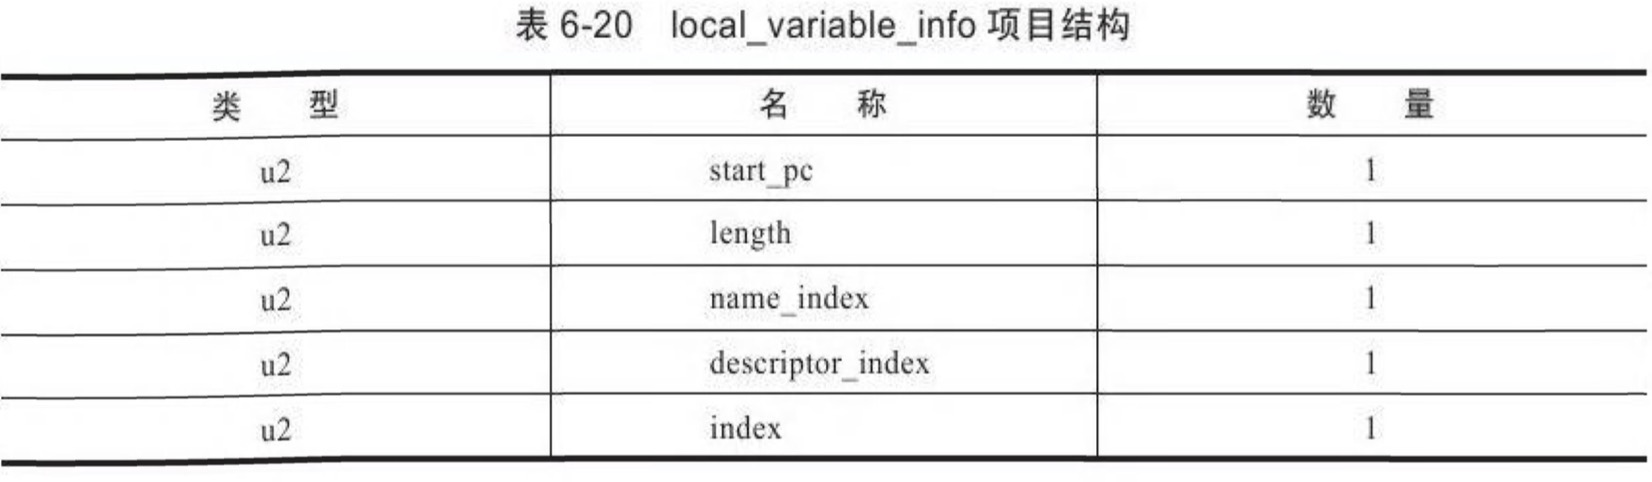 表 6-20 local_variable_info 项目结构
类 型 名 称 数 量
u2 start_pc 1
u2 length 1
u2 name_index 1
u2 descriptor_index 1
u2 index 1